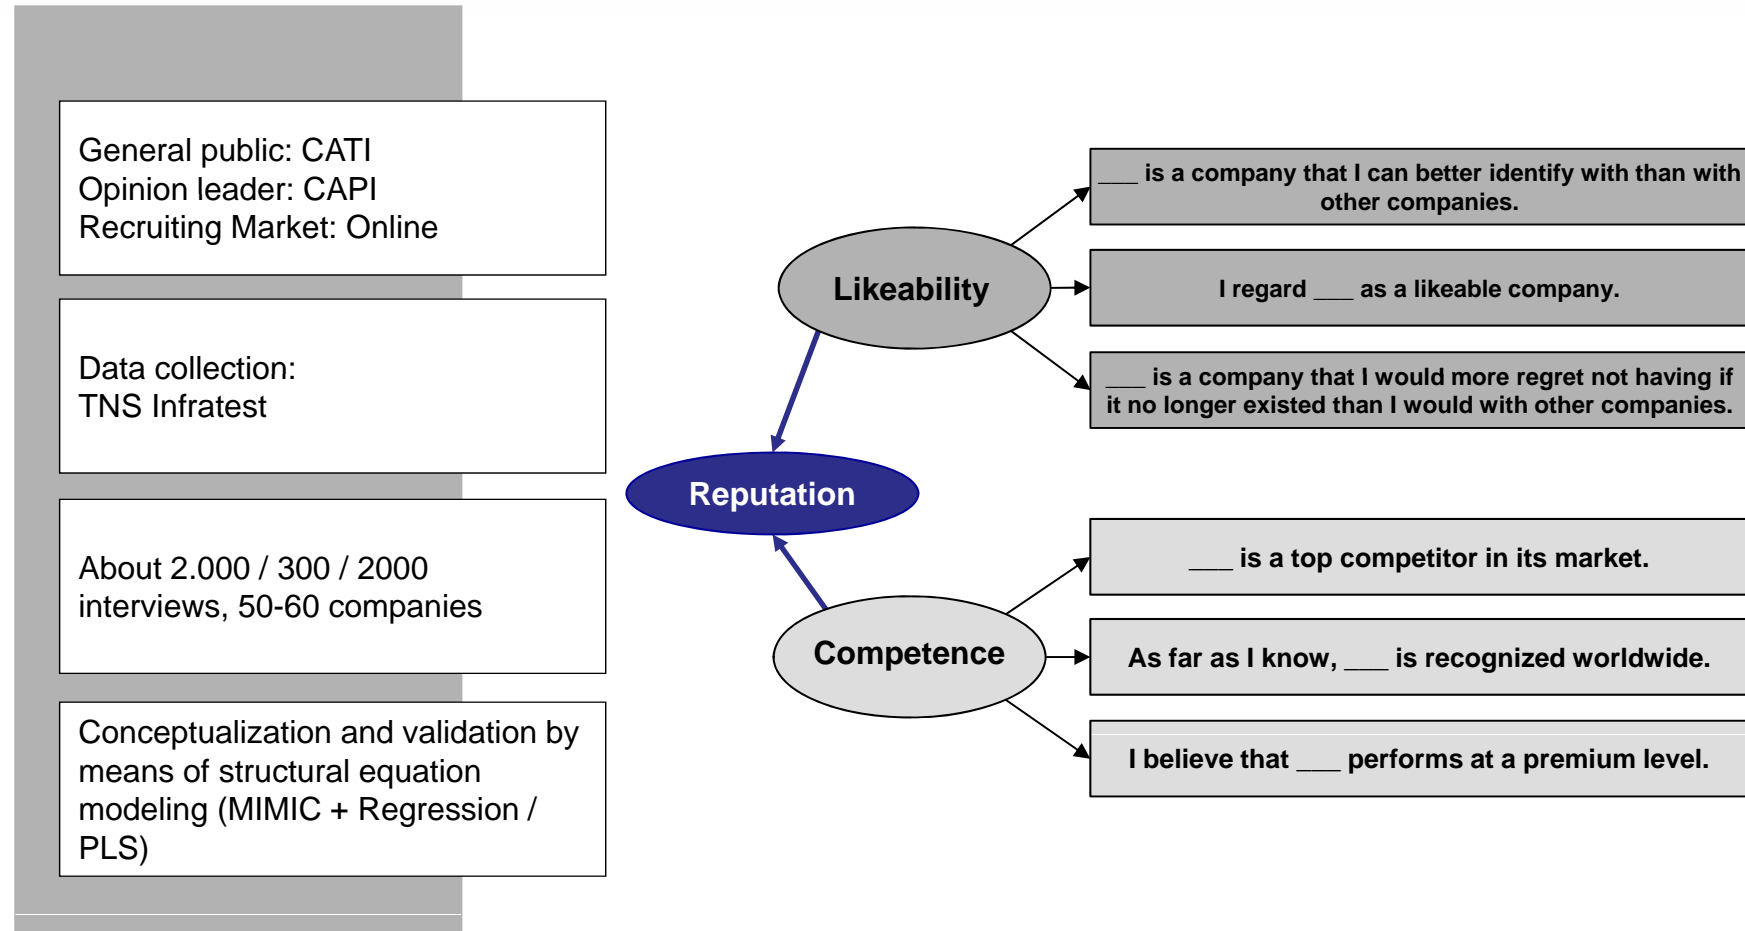 General public: CATI
Opinion leader: CAPI
Recruiting Market: Online
Data collection:
TNS Infratest
About 2.000 / 300 / 2000
interviews, 50-60 companies
Conceptualization and validation by
means of structural equation
modeling (MIMIC + Regression /
PLS)
Likeability
___ is a company that I can better identify with than with
other companies.
I regard ___ as a likeable company.
___ is a company that I would more regret not having if
it no longer existed than I would with other companies.
Reputation
Competence
___ is a top competitor in its market.
As far as I know, ___ is recognized worldwide.
I believe that ___ performs at a premium level.